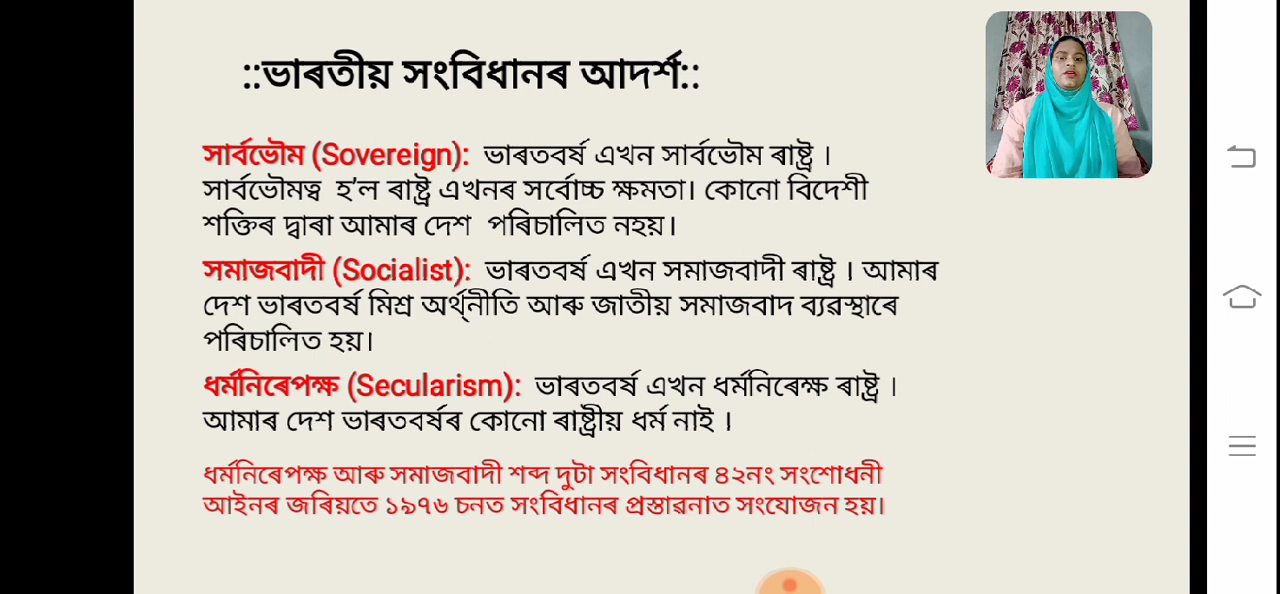 ::ভাৰতীয় সংবিধানৰ আদৰ্শ::
সাৰ্বভৌম (Sovereign): ভাৰতবৰ্ষ এখন সাৰ্বভৌম ৰাষ্ট্ৰ ।
সাৰ্বভৌমত্ব হ'ল ৰাষ্ট্ৰ এখনৰ সৰ্বোচ্চ ক্ষমতা। কোনো বিদেশী
শক্তিৰ দ্বাৰা আমাৰ দেশ পৰিচালিত নহয়।
সমাজবাদী (Socialist): ভাৰতবৰ্ষ এখন সমাজবাদী ৰাষ্ট্ৰ । আমাৰ
দেশ ভাৰতবৰ্ষ মিশ্ৰ অৰ্থ্নীতি আৰু জাতীয় সমাজবাদ ব্যৱস্থাৰে
পৰিচালিত হয়।
ধৰ্মনিৰেপক্ষ (Secularism): ভাৰতবৰ্ষ এখন ধৰ্মনিৰেক্ষ ৰাষ্ট্ৰ ।
আমাৰ দেশ ভাৰতবৰ্ষৰ কোনো ৰাষ্ট্ৰীয় ধৰ্ম নাই ।
ধৰ্মনিৰেপক্ষ আৰু সমাজবাদী শব্দ দুটা সংবিধানৰ ৪২নং সংশোধনী
আইনৰ জৰিয়তে ১৯৭৬ চনত সংবিধানৰ প্ৰস্তাৱনাত সংযোজন হয়।